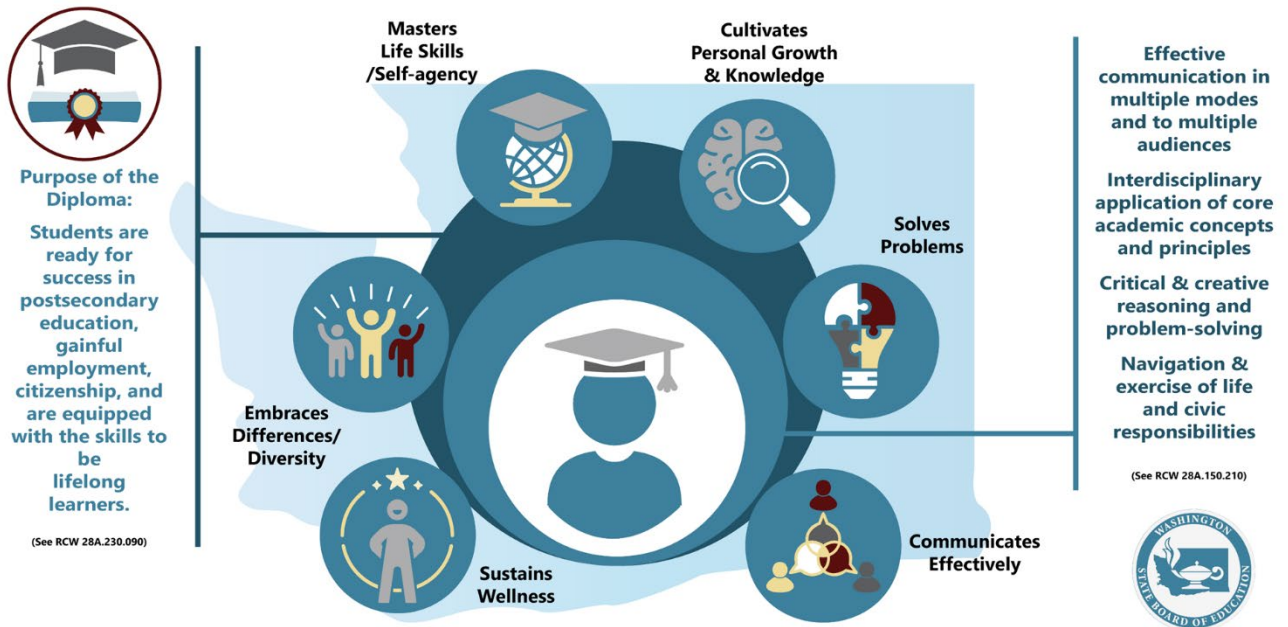 Purpose of the
Diploma:
Students are
ready for
success in
postsecondary
education,
gainful
employment,
citizenship, and
are equipped
with the skills to
be
lifelong
learners.
(See RCW 28A.230.090)
Masters
Life Skills
/Self-agency
Cultivates
Personal Growth
& Knowledge
Solves
Problems
Embraces
Differences/
Diversity
Sustains
Wellness
Communicates
Effectively
Effective
communication in
multiple modes
and to multiple
audiences
Interdisciplinary
application of core
academic concepts
and principles
Critical & creative
reasoning and
problem-solving
Navigation &
exercise of life
and civic
responsibilities
(See RCW 28A.150.210)
WASHINGTON
STATE BOARD OF EDUCATION